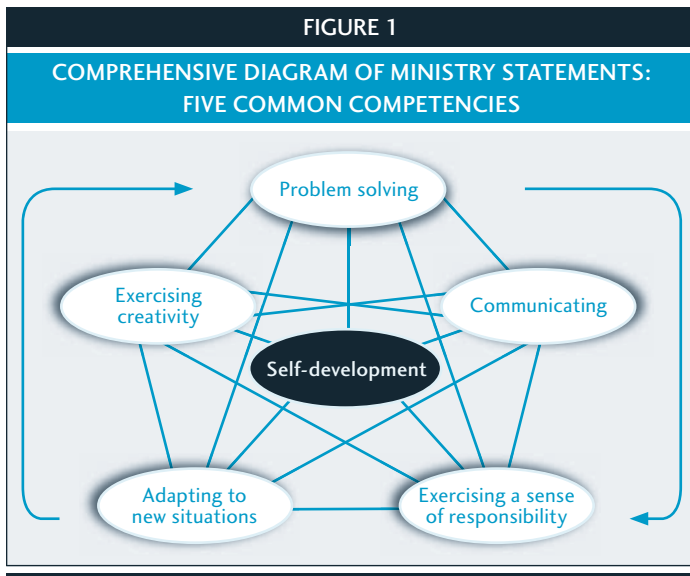 FIGURE 1
COMPREHENSIVE DIAGRAM OF MINISTRY STATEMENTS:
FIVE COMMON COMPETENCIES
Problem solving
Exercising
creativity
Communicating
Self-development
Adapting to
new situations
Exercising a sense
of responsibility